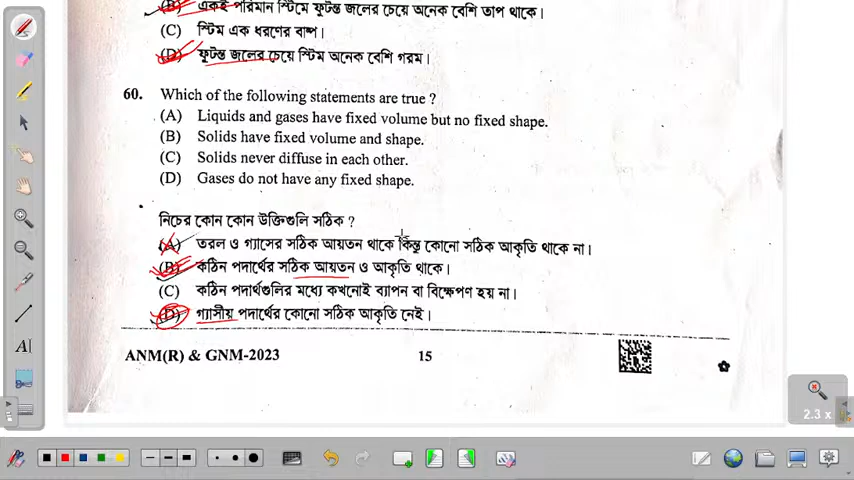 (B) একই পরিমান স্টিমে ফুটন্ত জলের চেয়ে অনেক বেশি তাপ থাকে।
(C) স্টিম এক ধরণের বাষ্প।
(D) ফুটন্ত জলের চেয়ে স্টিম অনেক বেশি গরম।
60. Which of the following statements are true ?
(A) Liquids and gases have fixed volume but no fixed shape.
(B) Solids have fixed volume and shape.
(C) Solids never diffuse in each other.
(D) Gases do not have any fixed shape.
নিচের কোন কোন উক্তিগুলি সঠিক ?
(A) তরল ও গ্যাসের সঠিক আয়তন থাকে কিন্তু কোনো সঠিক আকৃতি থাকে না।
(B) কঠিন পদার্থের সঠিক আয়তন ও আকৃতি থাকে।
(C) কঠিন পদার্থগুলির মধ্যে কখনোই ব্যাপন বা বিক্ষেপণ হয় না।
(D) গ্যাসীয় পদার্থের কোনো সঠিক আকৃতি নেই।
ANM(R) & GNM-2023 15
2.3 x
A